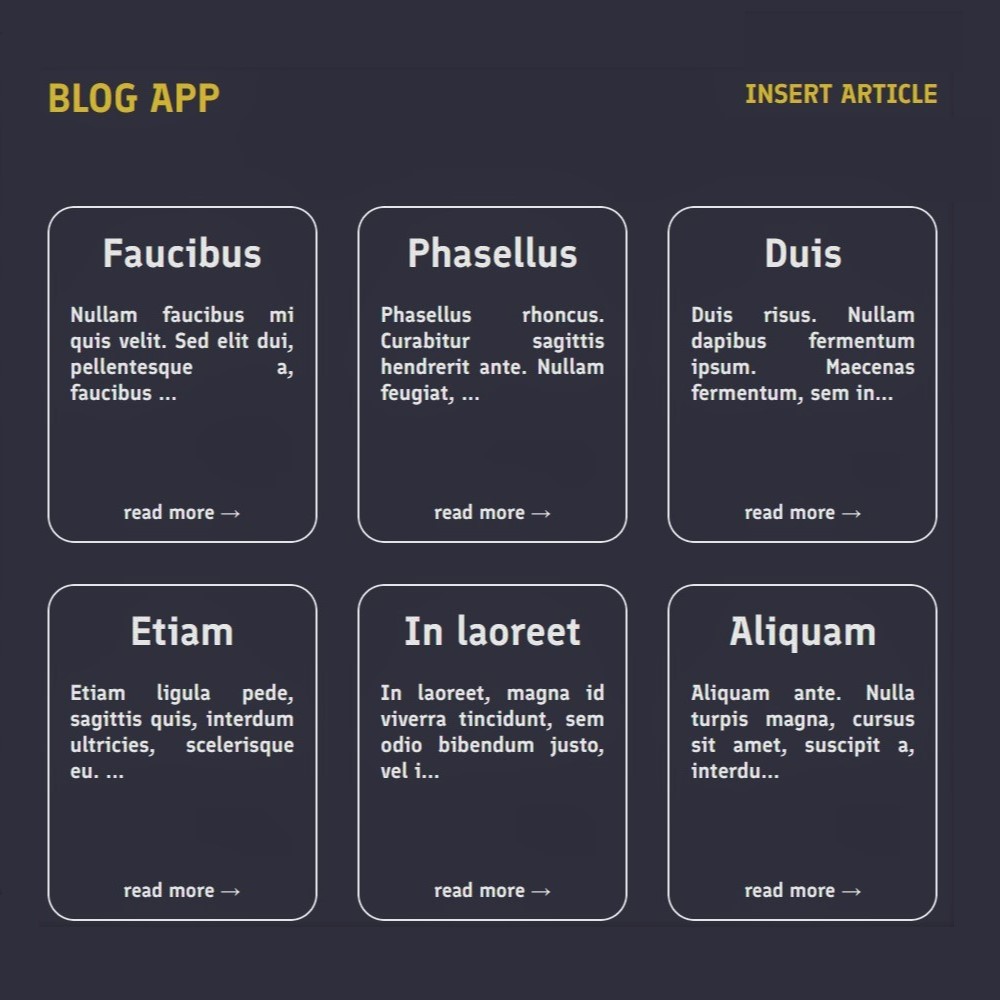 BLOG APP
INSERT ARTICLE
Faucibus
Nullam faucibus mi
quis velit. Sed elit dui,
pellentesque a,
faucibus ...
read more →
Phasellus
Phasellus rhoncus.
Curabitur sagittis
hendrerit ante. Nullam
feugiat, ...
read more →
Duis
Duis risus. Nullam
dapibus fermentum
ipsum. Maecenas
fermentum, sem in...
read more →
Etiam
Etiam ligula pede,
sagittis quis, interdum
ultricies, scelerisque
eu. ...
read more →
In laoreet
In laoreet, magna id
viverra tincidunt, sem
odio bibendum justo,
vel i...
read more →
Aliquam
Aliquam ante. Nulla
turpis magna, cursus
sit amet, suscipit a,
interdu...
read more →